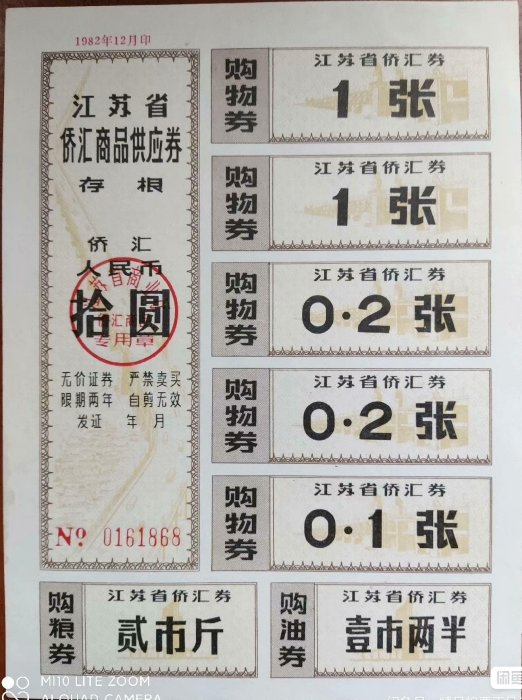 1982年12月印
江苏省
侨汇商品供应券
存根
侨汇
人民币
拾圆
专用章
无价证券 严禁卖买
限期两年 自剪无效
发证 年 月
№ 0161868
购物券
江苏省侨汇券
1张
购物券
江苏省侨汇券
1张
购物券
江苏省侨汇券
0·2张
购物券
江苏省侨汇券
0·2张
购物券
江苏省侨汇券
0·1张
购粮券
江苏省侨汇券
贰市斤
购油券
江苏省侨汇券
壹市两半
MI10 LITE ZOOM
ALQUAD CAMERA
闲鱼